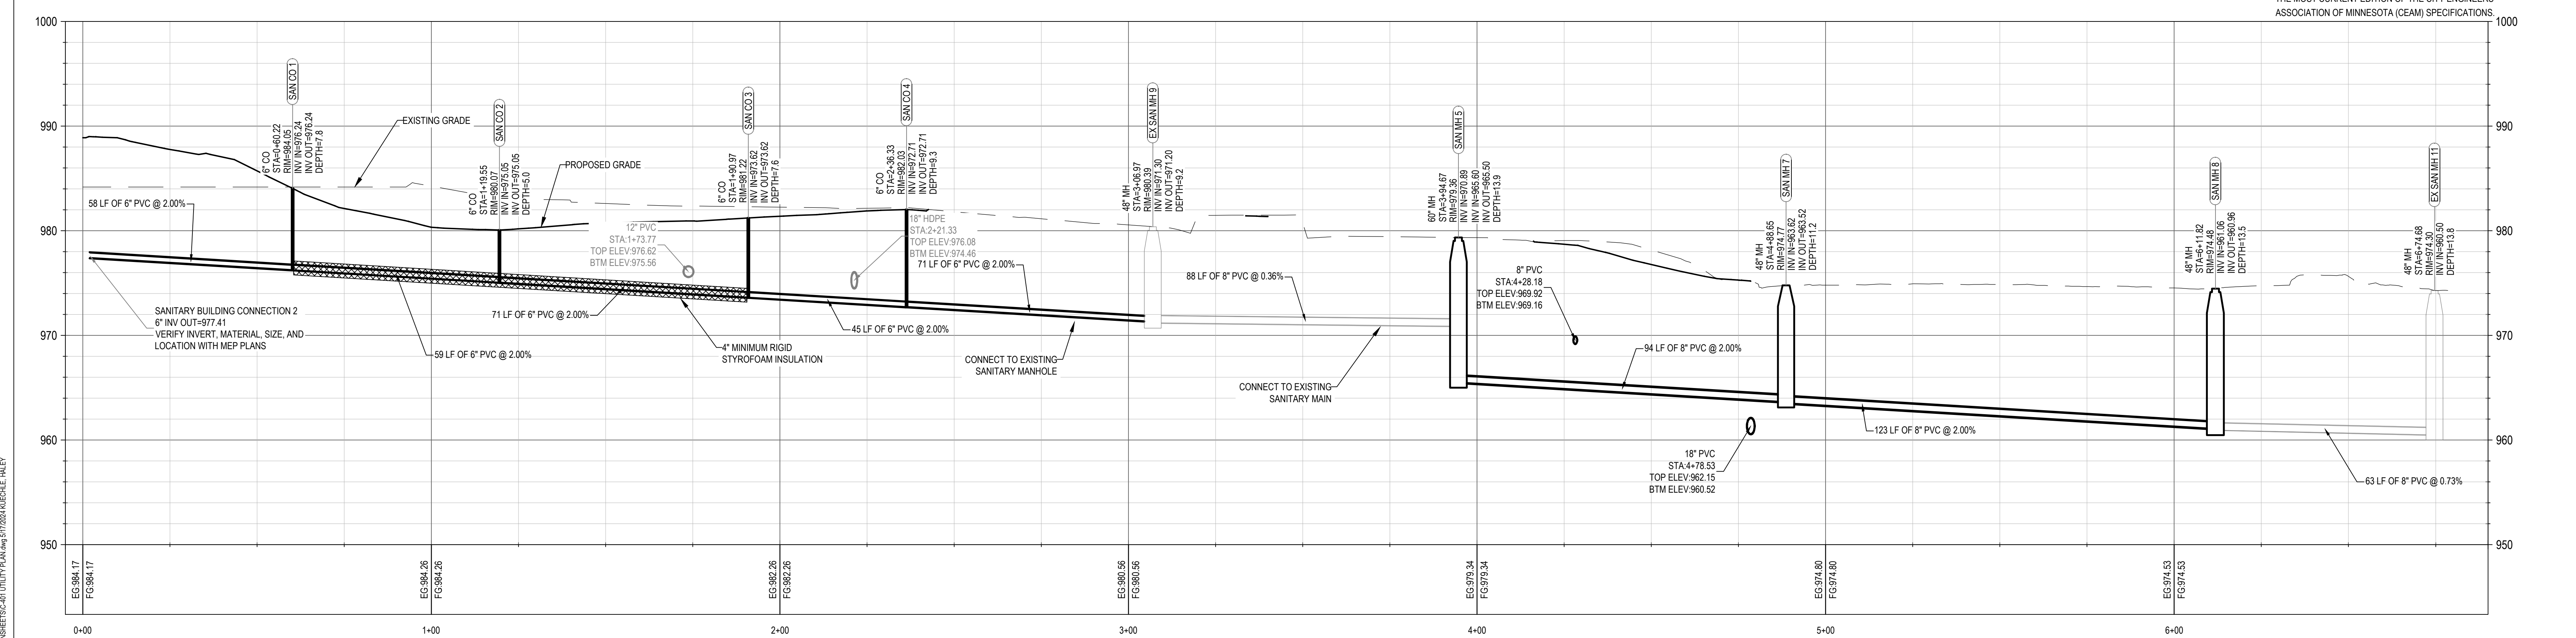 THE MOST CURRENT EDITION OF THE CITY ENGINEERS
ASSOCIATION OF MINNESOTA (CEAM) SPECIFICATIONS.
1000
990
980
970
960
950
1000
990
980
970
960
950
SAN CO 1
6" CO
STA=0+60.22
RIM=984.05
INV IN=976.24
INV OUT=976.24
DEPTH=7.8
EXISTING GRADE
SAN CO 2
6" CO
STA=1+19.55
RIM=980.07
INV IN=975.05
INV OUT=975.05
DEPTH=5.0
PROPOSED GRADE
SAN CO 3
6" CO
STA=1+90.97
RIM=981.22
INV IN=973.62
INV OUT=973.62
DEPTH=7.6
SAN CO 4
6" CO
STA=2+36.33
RIM=982.03
INV IN=972.71
INV OUT=972.71
DEPTH=9.3
EX SAN MH 9
48" MH
STA=3+06.97
RIM=980.39
INV IN=971.30
INV OUT=971.20
DEPTH=9.2
SAN MH 5
60" MH
STA=3+94.67
RIM=979.36
INV IN=970.89
INV IN=965.60
INV OUT=965.50
DEPTH=13.9
SAN MH 7
48" MH
STA=4+88.65
RIM=974.77
INV IN=963.62
INV OUT=963.52
DEPTH=11.2
SAN MH 8
48" MH
STA=6+11.82
RIM=974.48
INV IN=961.06
INV OUT=960.96
DEPTH=13.5
EX SAN MH 11
48" MH
STA=6+74.68
RIM=974.30
INV IN=960.50
DEPTH=13.8
58 LF OF 6" PVC @ 2.00%
12" PVC
STA:1+73.77
TOP ELEV:976.62
BTM ELEV:975.56
18" HDPE
STA:2+21.33
TOP ELEV:976.08
BTM ELEV:974.46
71 LF OF 6" PVC @ 2.00%
88 LF OF 8" PVC @ 0.36%
8" PVC
STA:4+28.18
TOP ELEV:969.92
BTM ELEV:969.16
SANITARY BUILDING CONNECTION 2
6" INV OUT=977.41
VERIFY INVERT, MATERIAL, SIZE, AND
LOCATION WITH MEP PLANS
71 LF OF 6" PVC @ 2.00%
59 LF OF 6" PVC @ 2.00%
4" MINIMUM RIGID
STYROFOAM INSULATION
45 LF OF 6" PVC @ 2.00%
CONNECT TO EXISTING
SANITARY MANHOLE
CONNECT TO EXISTING
SANITARY MAIN
94 LF OF 8" PVC @ 2.00%
18" PVC
STA:4+78.53
TOP ELEV:962.15
BTM ELEV:960.52
123 LF OF 8" PVC @ 2.00%
63 LF OF 8" PVC @ 0.73%
EG:984.17
FG:984.17
EG:984.26
FG:984.26
EG:982.26
FG:982.26
EG:980.56
FG:980.56
EG:979.34
FG:979.34
EG:974.80
FG:974.80
EG:974.53
FG:974.53
0+00
1+00
2+00
3+00
4+00
5+00
6+00
NSHEETS\C-401 UTILITY PLAN.dwg 5/17/2024 KUECHLE, HALEY